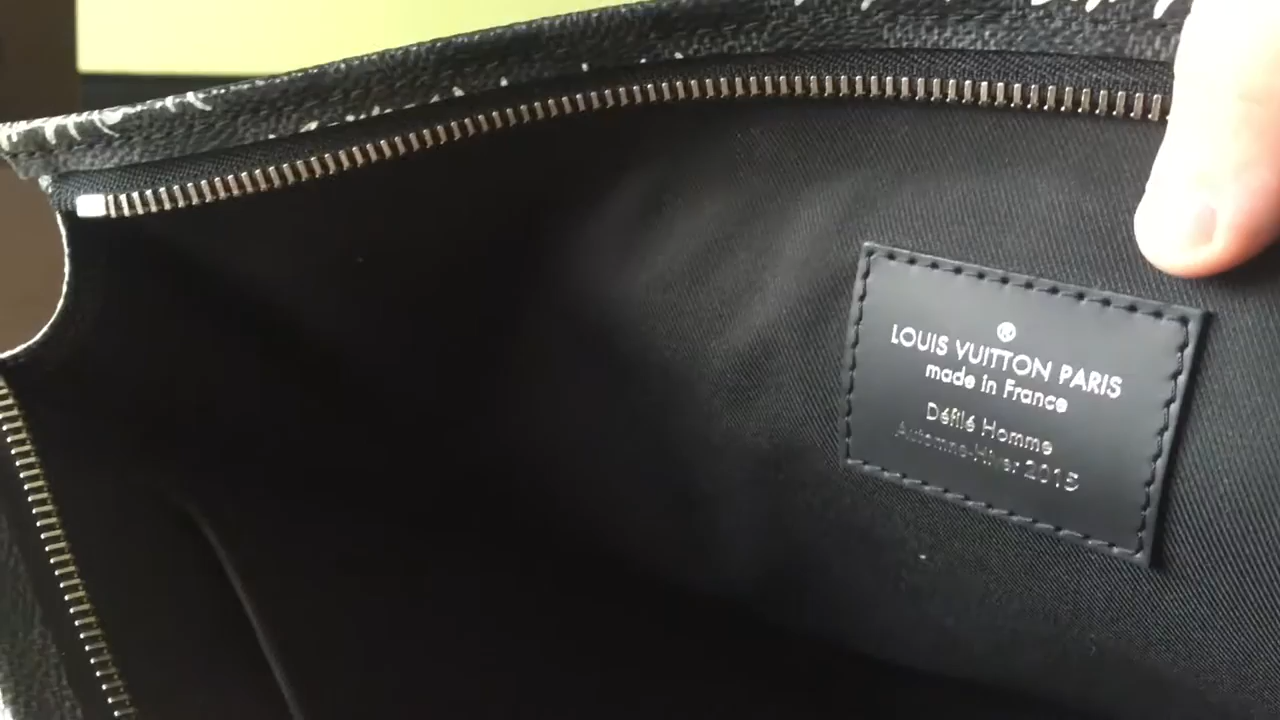 LOUIS VUITTON PARIS
made in France
Défilé Homme
Automne-Hiver 2015